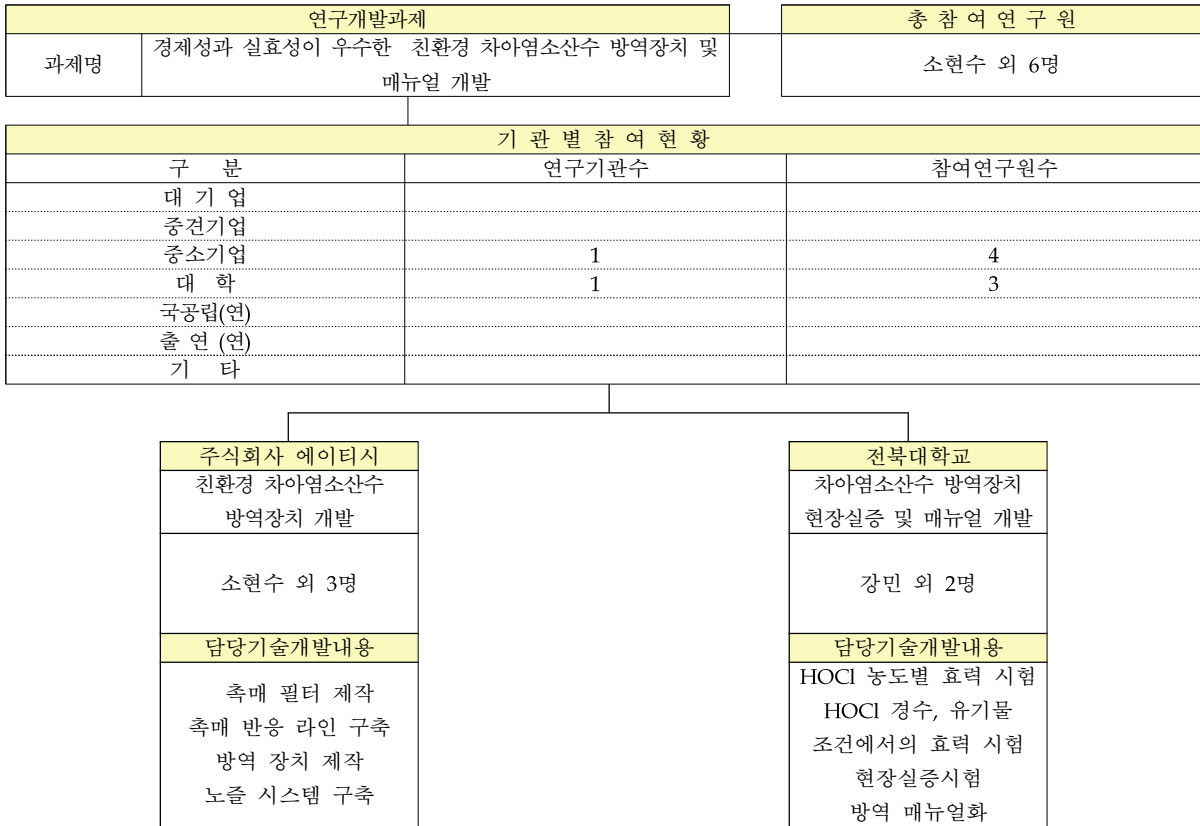 연구개발과제
총 참 여 연 구 원
과제명
경제성과 실효성이 우수한 친환경 차아염소산수 방역장치 및
매뉴얼 개발
소현수 외 6명
기 관 별 참 여 현 황
구 분 연구기관수 참여연구원수
대 기 업
중견기업
중소기업 1 4
대 학 1 3
국공립(연)
출 연 (연)
기 타
주식회사 에이티시
친환경 차아염소산수
방역장치 개발
소현수 외 3명
담당기술개발내용
촉매 필터 제작
촉매 반응 라인 구축
방역 장치 제작
노즐 시스템 구축
전북대학교
차아염소산수 방역장치
현장실증 및 매뉴얼 개발
강민 외 2명
담당기술개발내용
HOCl 농도별 효력 시험
HOCl 경수, 유기물
조건에서의 효력 시험
현장실증시험
방역 매뉴얼화